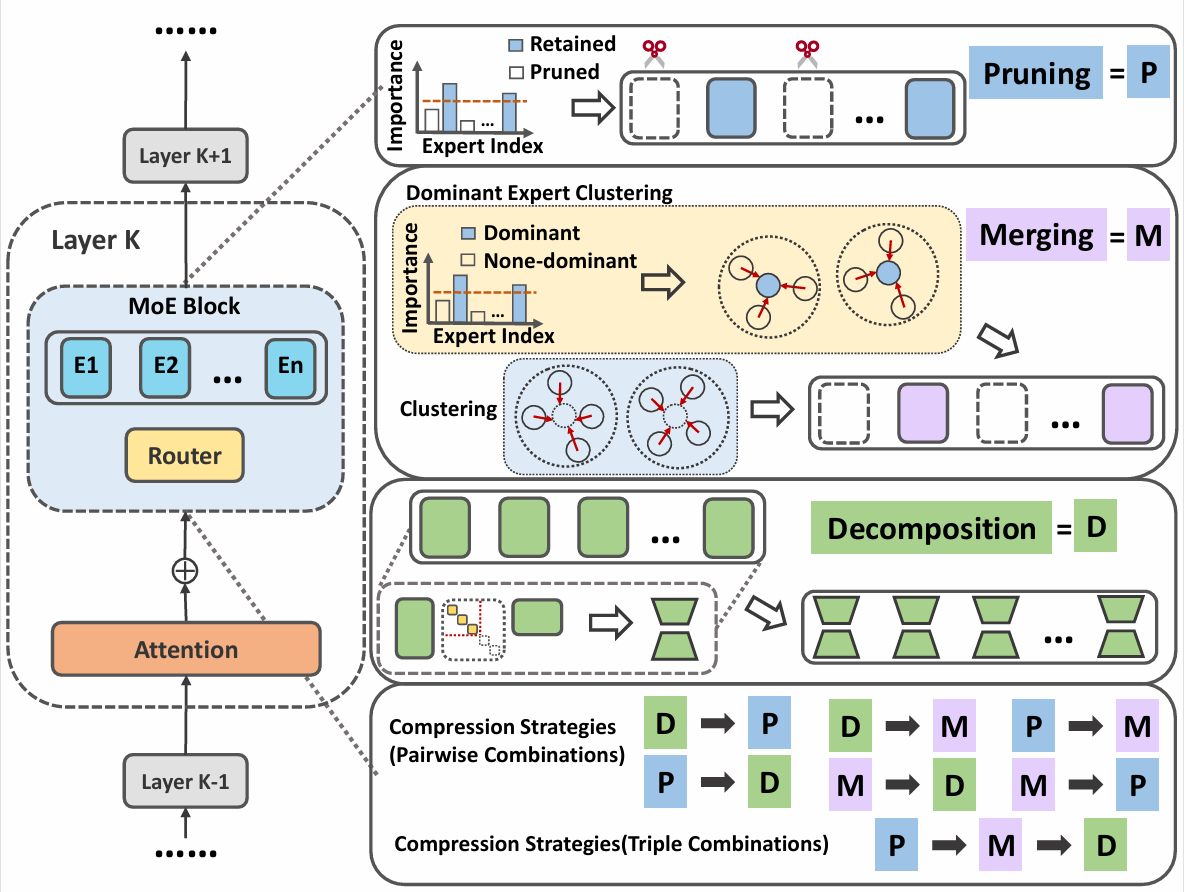 ......
Layer K+1
Layer K
MoE Block
E1 E2 ... En
Router
Attention
Layer K-1
......
Importance
Retained
Pruned
...
Expert Index
...
Pruning = P
Dominant Expert Clustering
Importance
Dominant
None-dominant
...
Expert Index
Merging = M
Clustering
...
...
Decomposition = D
...
Compression Strategies
(Pairwise Combinations)
D P D M P M
P D M D M P
Compression Strategies(Triple Combinations)
P M D